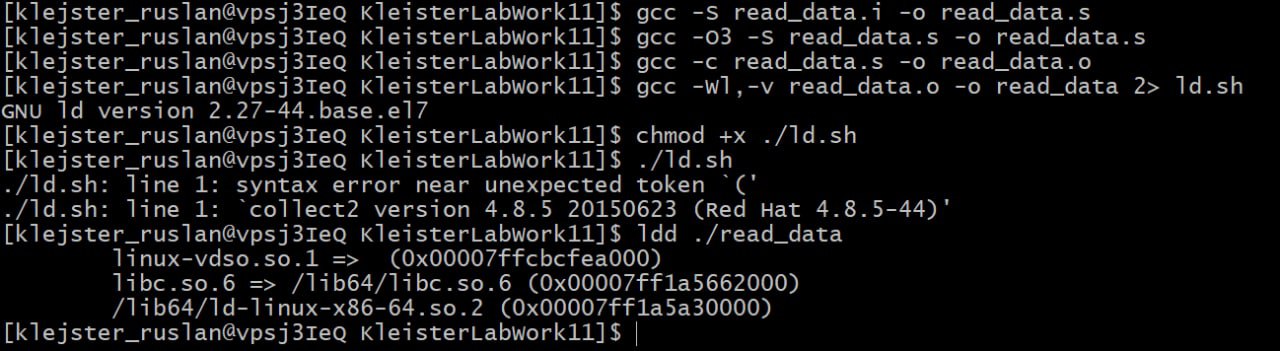 [klejster_ruslan@vpsj3IeQ KleisterLabWork11]$ gcc -S read_data.i -o read_data.s
[klejster_ruslan@vpsj3IeQ KleisterLabWork11]$ gcc -O3 -S read_data.s -o read_data.s
[klejster_ruslan@vpsj3IeQ KleisterLabWork11]$ gcc -c read_data.s -o read_data.o
[klejster_ruslan@vpsj3IeQ KleisterLabWork11]$ gcc -Wl,-v read_data.o -o read_data 2> ld.sh
GNU ld version 2.27-44.base.el7
[klejster_ruslan@vpsj3IeQ KleisterLabWork11]$ chmod +x ./ld.sh
[klejster_ruslan@vpsj3IeQ KleisterLabWork11]$ ./ld.sh
./ld.sh: line 1: syntax error near unexpected token `('
./ld.sh: line 1: `collect2 version 4.8.5 20150623 (Red Hat 4.8.5-44)'
[klejster_ruslan@vpsj3IeQ KleisterLabWork11]$ ldd ./read_data
        linux-vdso.so.1 =>  (0x00007ffcbcfea000)
        libc.so.6 => /lib64/libc.so.6 (0x00007ff1a5662000)
        /lib64/ld-linux-x86-64.so.2 (0x00007ff1a5a30000)
[klejster_ruslan@vpsj3IeQ KleisterLabWork11]$